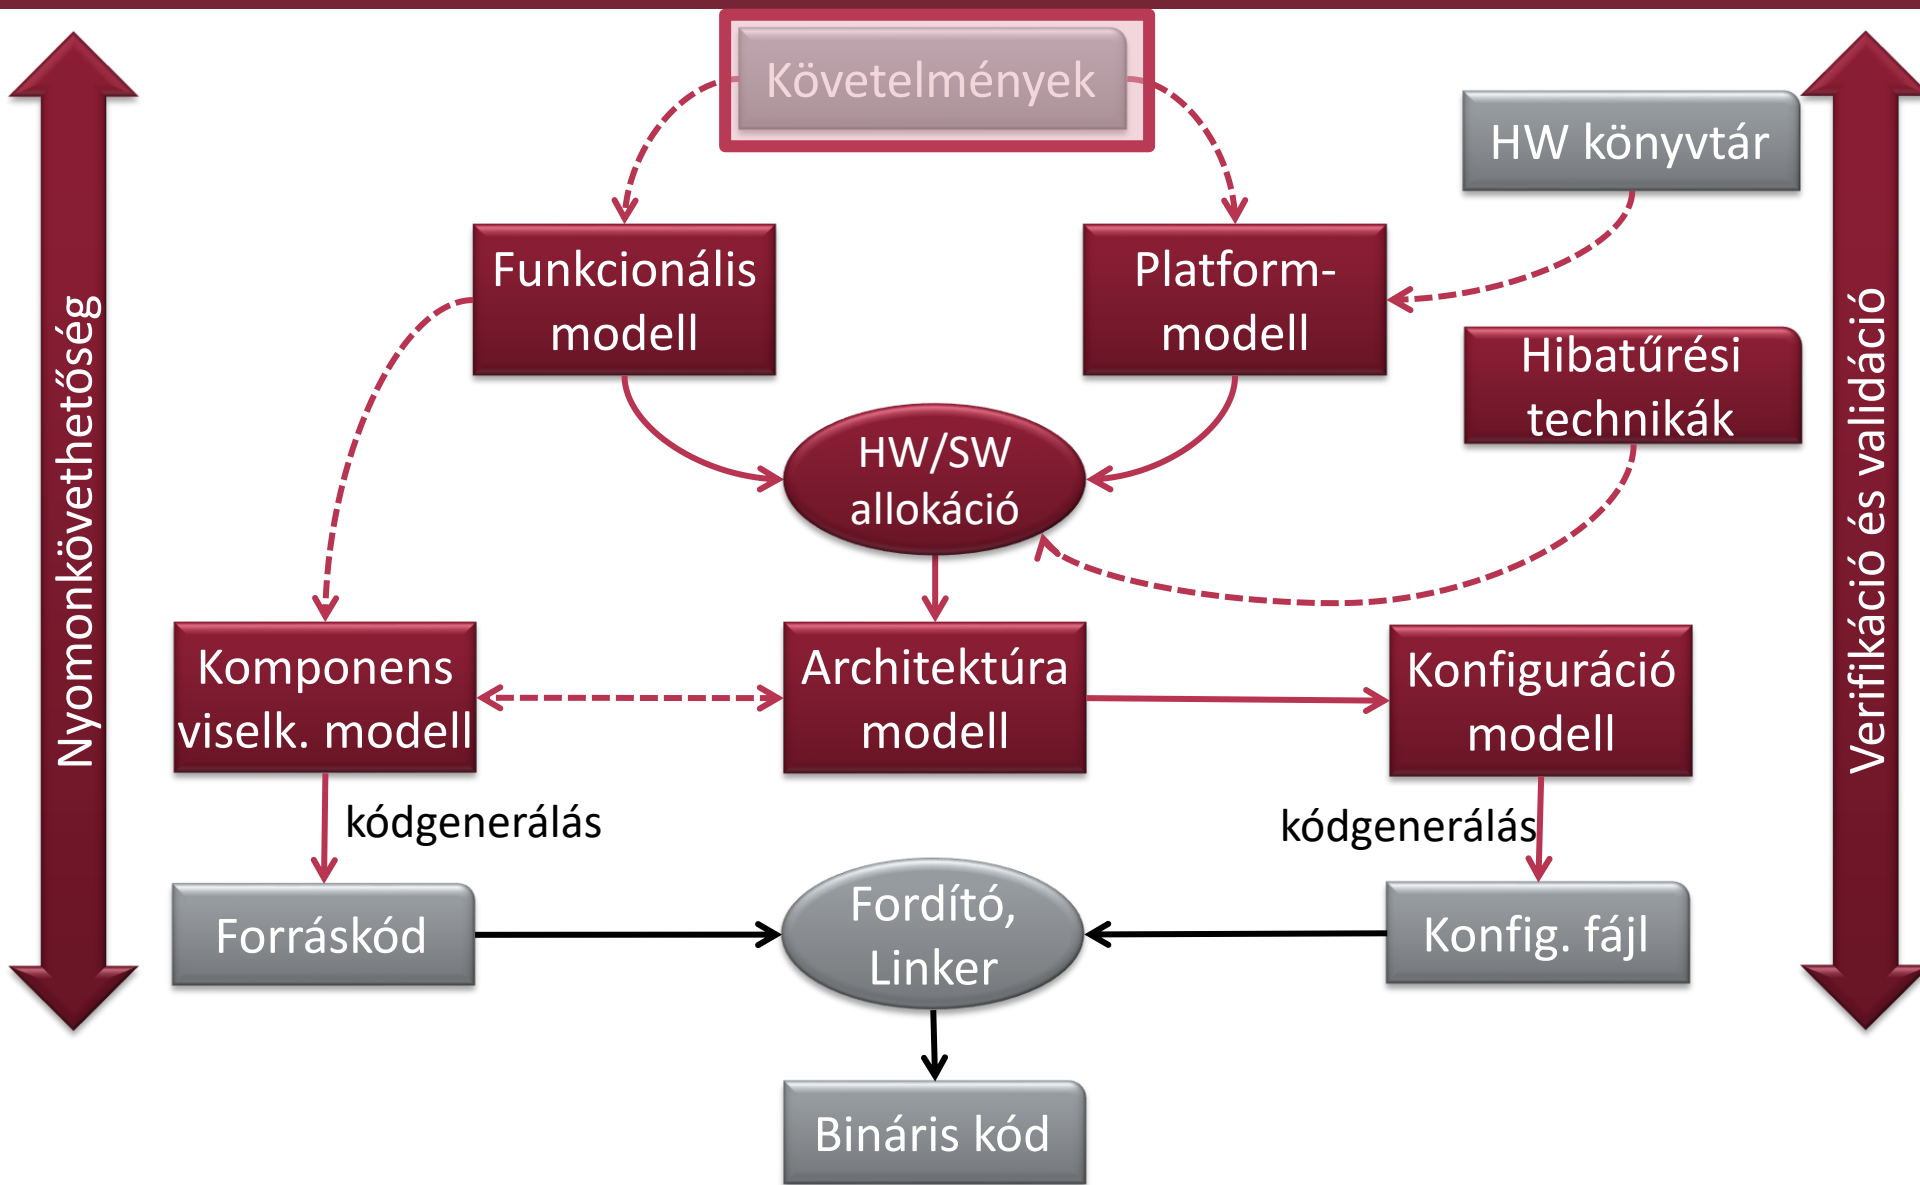 Követelmények
HW könyvtár
Funkcionális
modell
Platform-
modell
Hibatűrési
technikák
HW/SW
allokáció
Nyomonkövethetőség
Verifikáció és validáció
Komponens
viselk. modell
Architektúra
modell
Konfiguráció
modell
kódgenerálás
kódgenerálás
Forráskód
Fordító,
Linker
Konfig. fájl
Bináris kód